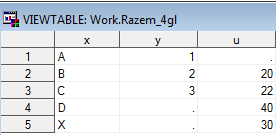 VIEWTABLE: Work.Razem_4gl
x y u
1 A 1 .
2 B 2 20
3 C 3 22
4 D . 40
5 X . 30